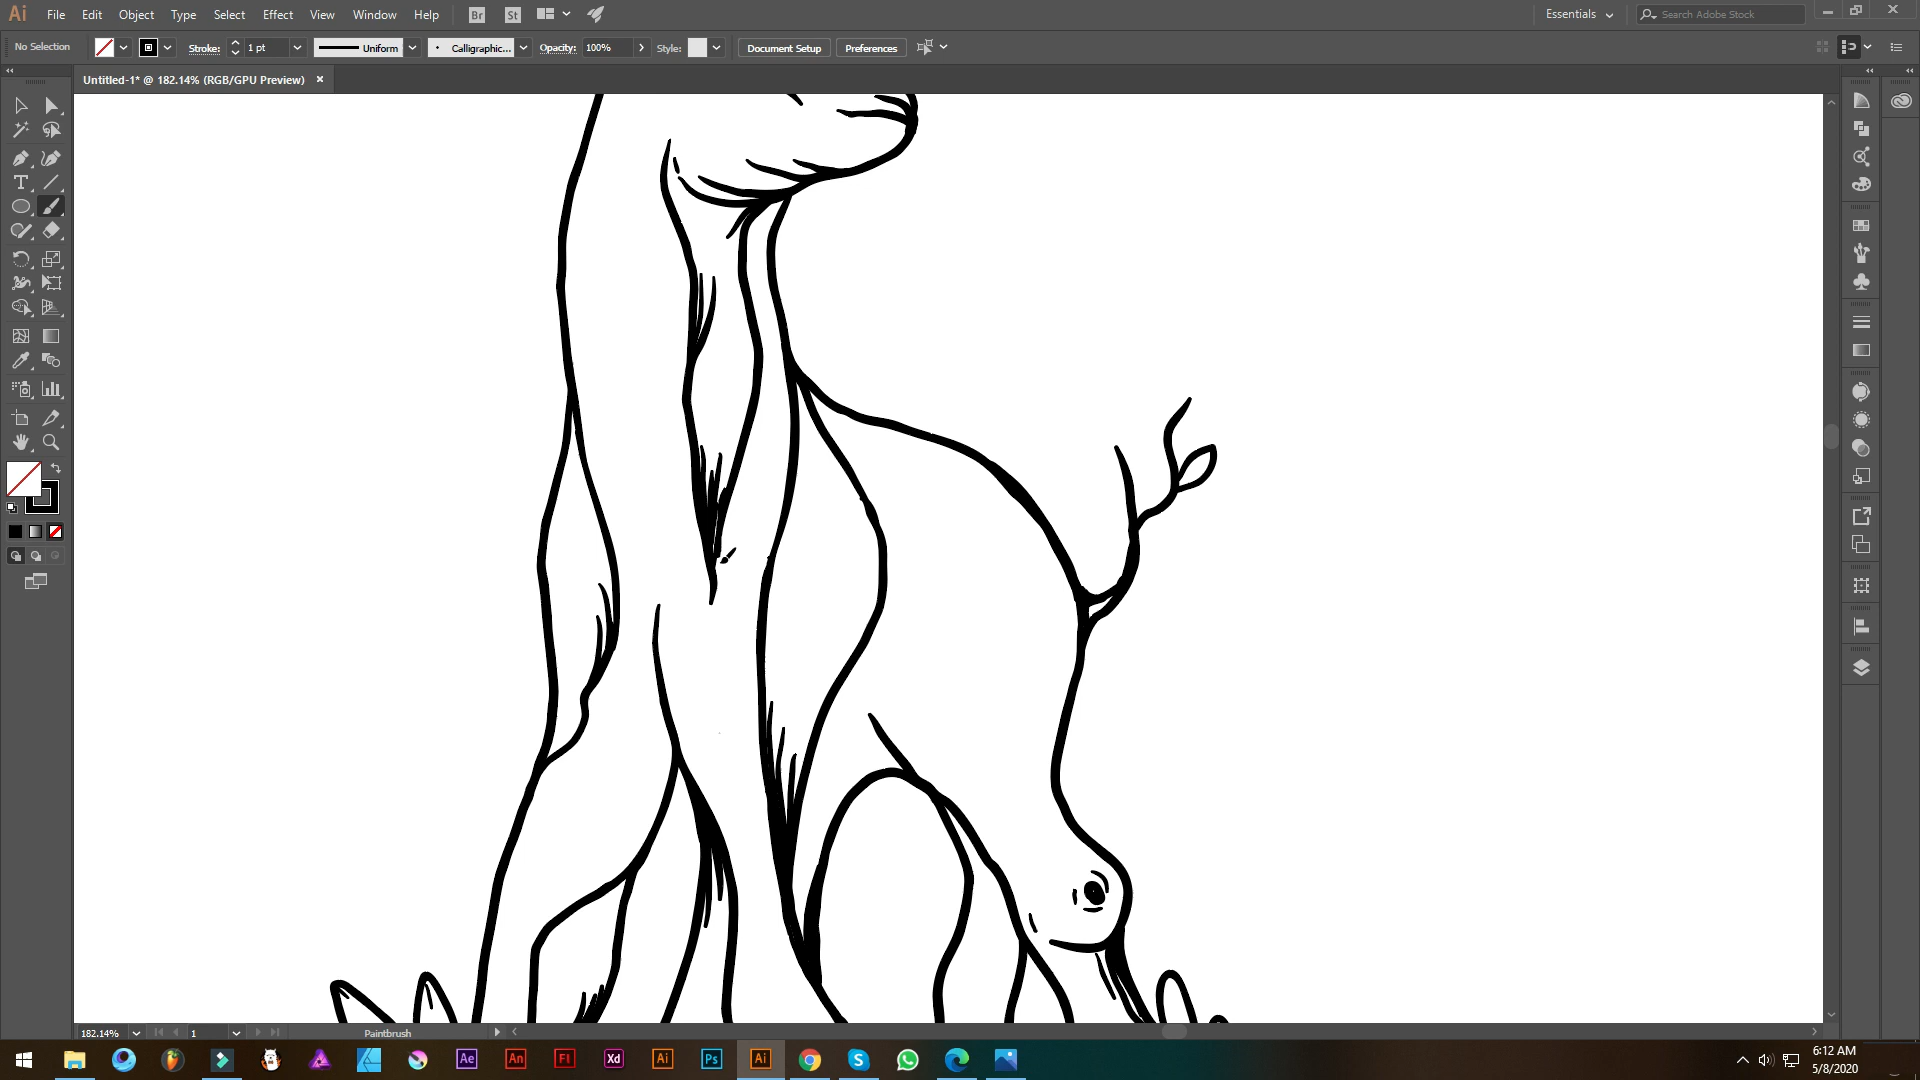 Ai File Edit Object Type Select Effect View Window Help Br St Essentials Search Adobe Stock
No Selection Stroke: 1 pt Uniform Calligraphic... Opacity: 100% Style: Document Setup Preferences
Untitled-1* @ 182.14% (RGB/GPU Preview) ×
T
182.14% 1 Paintbrush
Ae An Fl Xd Ai Ps Ai
6:12 AM
5/8/2020